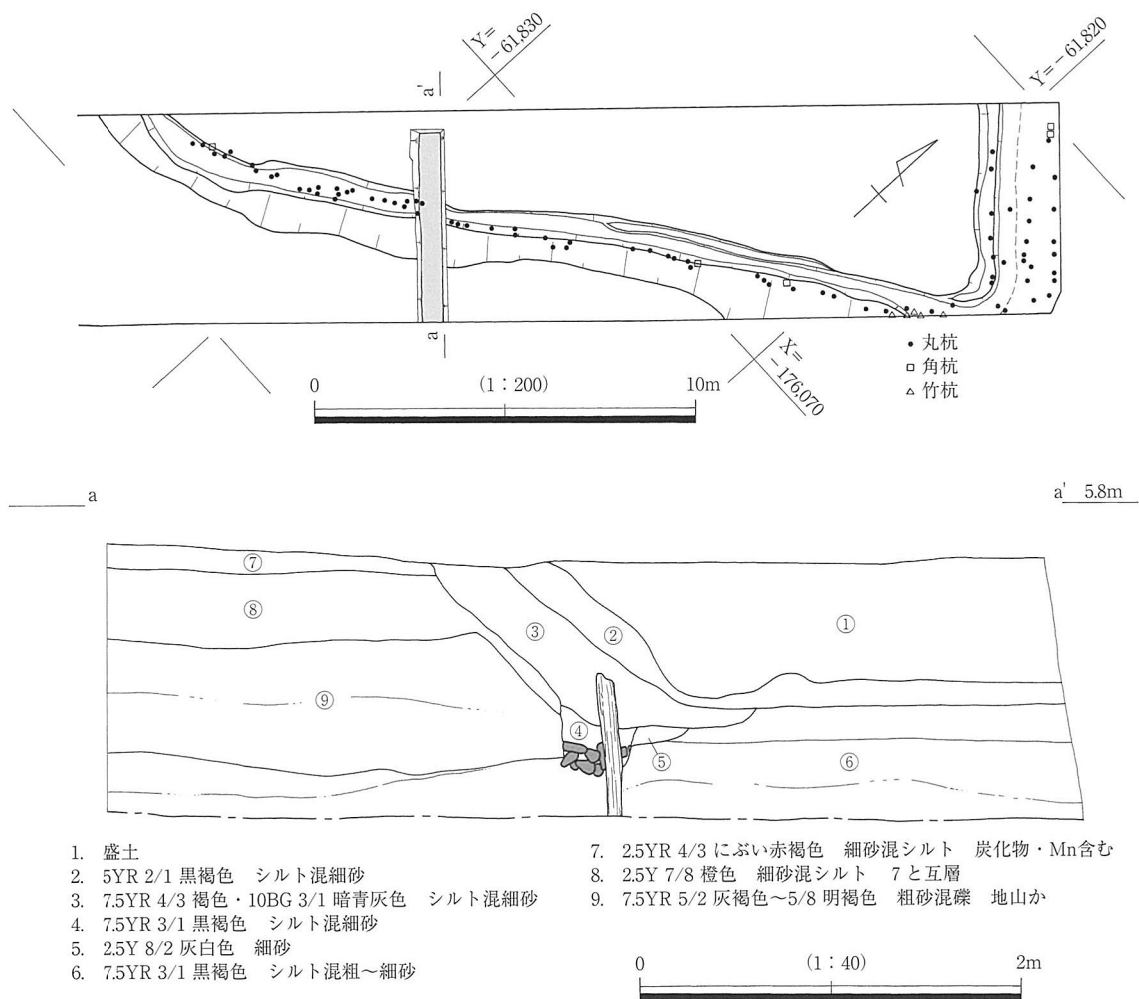 Y=
-61,830
Y=-61,820
a'
a
X=
-176,070
• 丸杭
□ 角杭
△ 竹杭
0 (1：200) 10m
a
a' 5.8m
⑦
⑧
③
②
①
⑨
④
⑤
⑥
1. 盛土
2. 5YR 2/1 黒褐色 シルト混細砂
3. 7.5YR 4/3 褐色・10BG 3/1 暗青灰色 シルト混細砂
4. 7.5YR 3/1 黒褐色 シルト混細砂
5. 2.5Y 8/2 灰白色 細砂
6. 7.5YR 3/1 黒褐色 シルト混粗～細砂
7. 2.5YR 4/3 にぶい赤褐色 細砂混シルト 炭化物・Mn含む
8. 2.5Y 7/8 橙色 細砂混シルト 7と互層
9. 7.5YR 5/2 灰褐色～5/8 明褐色 粗砂混礫 地山か
0 (1：40) 2m